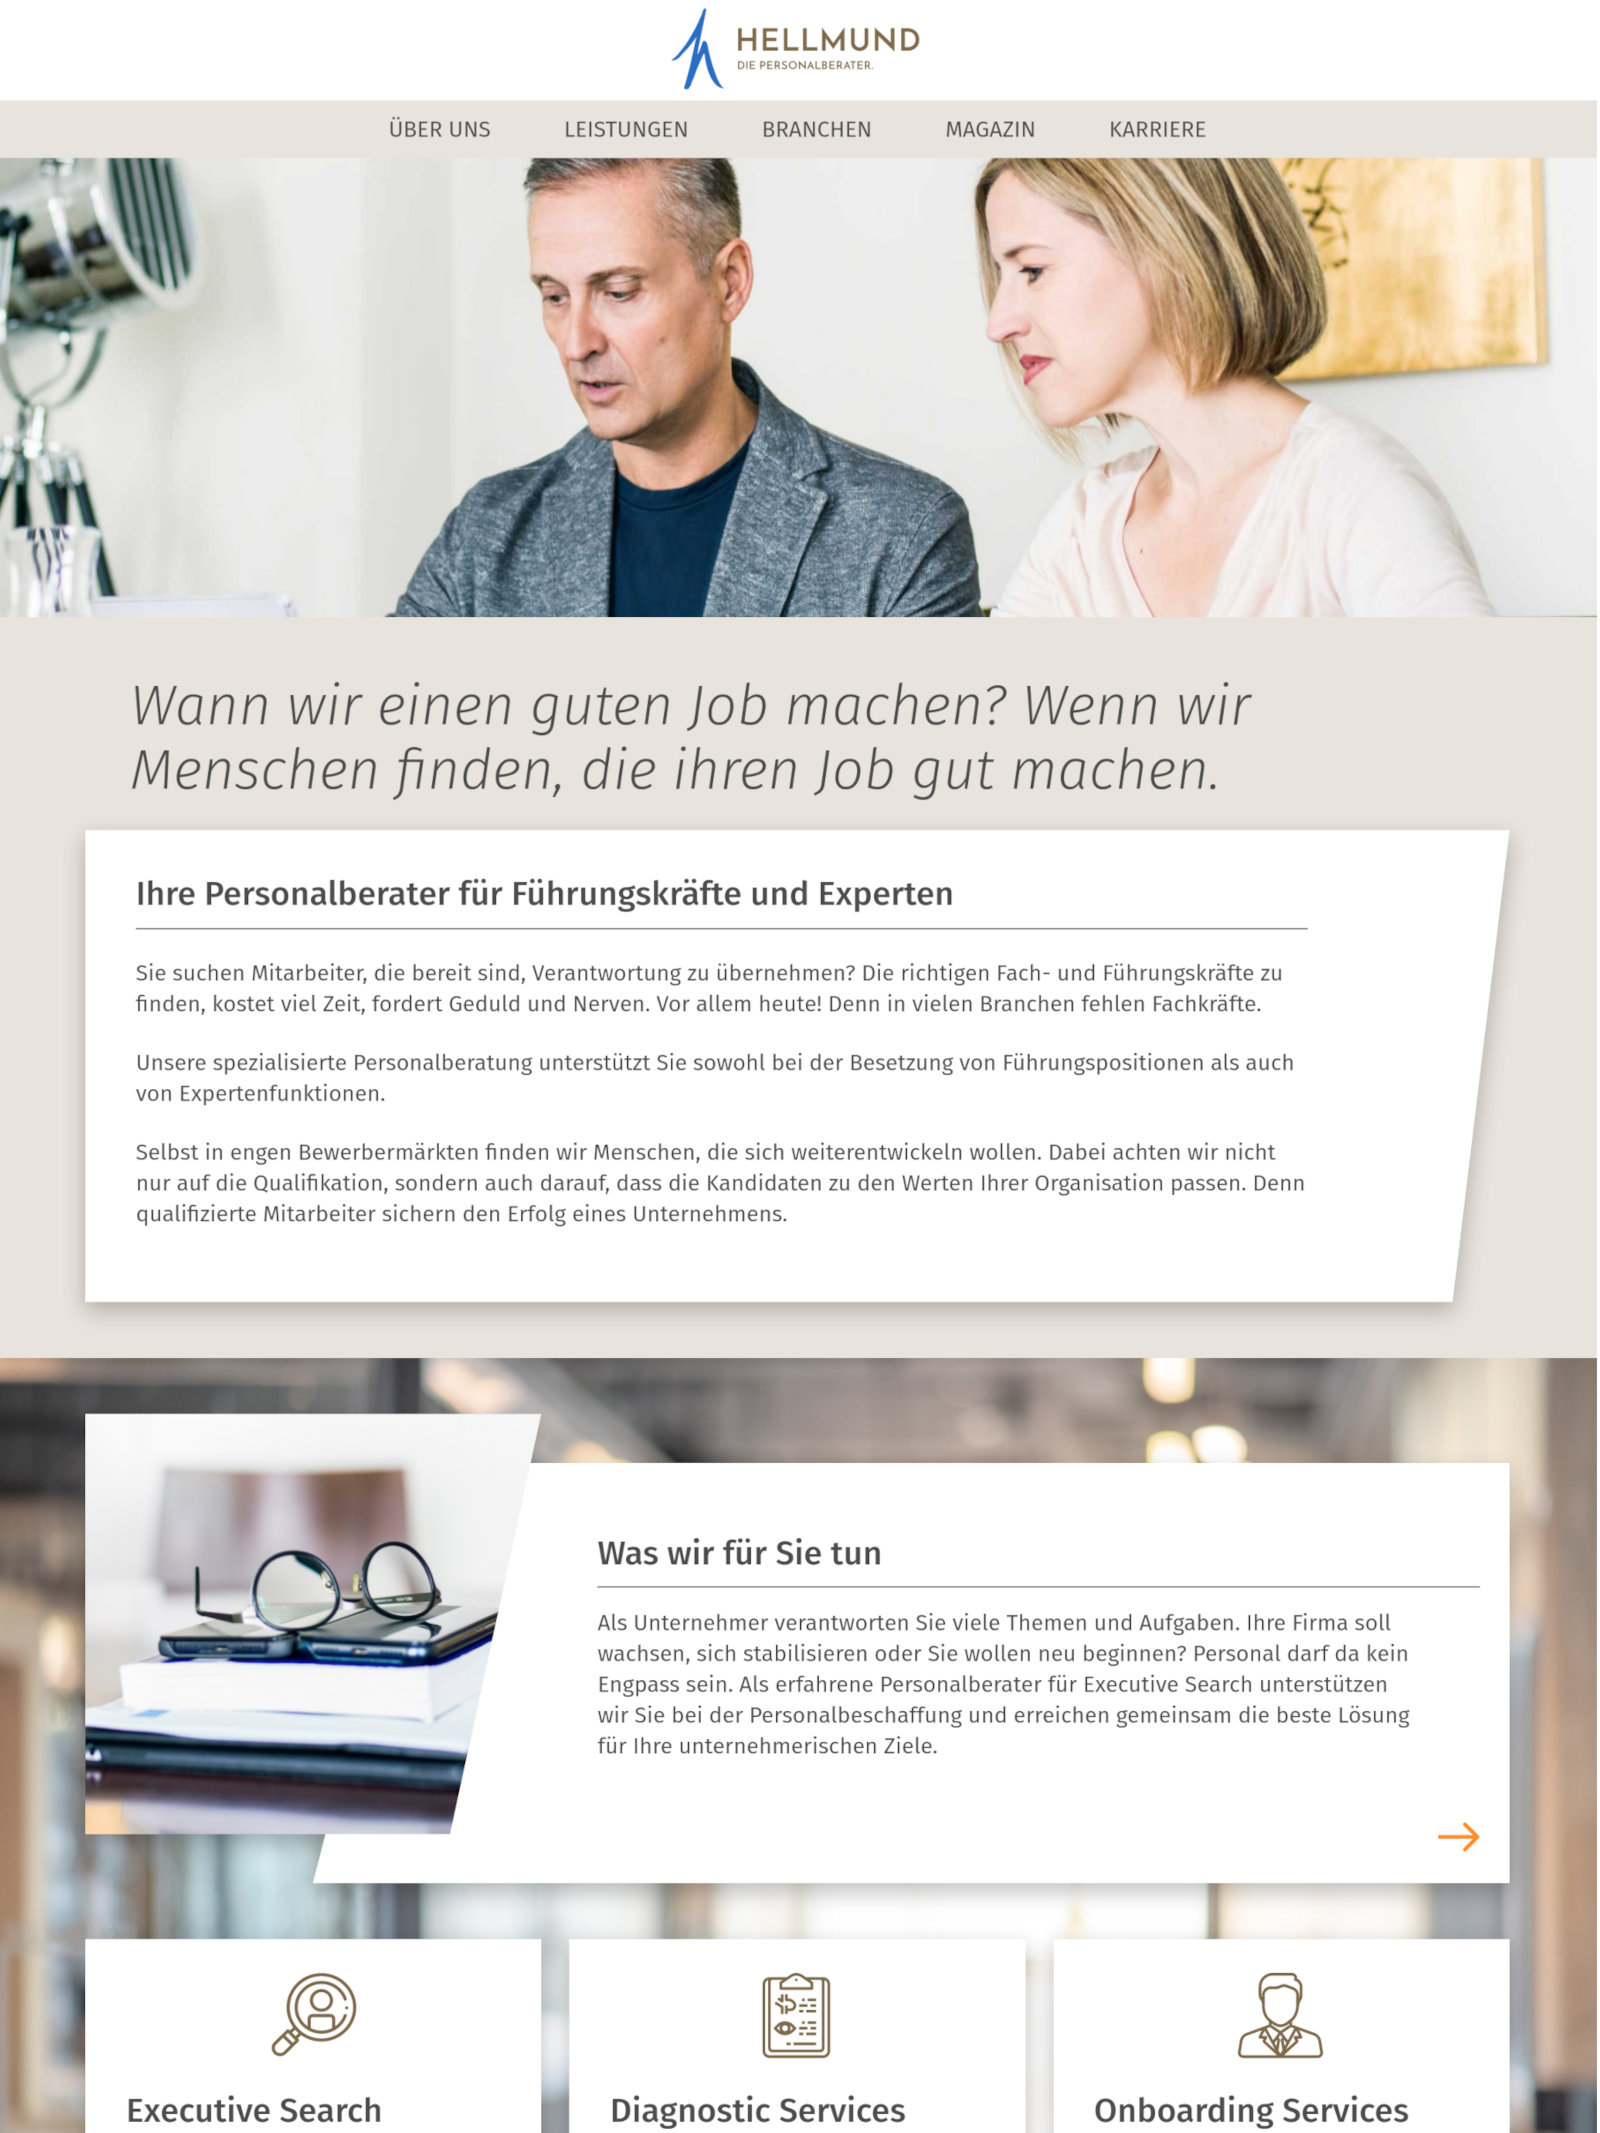 HELLMUND
DIE PERSONALBERATER.
ÜBER UNS LEISTUNGEN BRANCHEN MAGAZIN KARRIERE
Wann wir einen guten Job machen? Wenn wir
Menschen finden, die ihren Job gut machen.
Ihre Personalberater für Führungskräfte und Experten
Sie suchen Mitarbeiter, die bereit sind, Verantwortung zu übernehmen? Die richtigen Fach- und Führungskräfte zu
finden, kostet viel Zeit, fordert Geduld und Nerven. Vor allem heute! Denn in vielen Branchen fehlen Fachkräfte.
Unsere spezialisierte Personalberatung unterstützt Sie sowohl bei der Besetzung von Führungspositionen als auch
von Expertenfunktionen.
Selbst in engen Bewerbermärkten finden wir Menschen, die sich weiterentwickeln wollen. Dabei achten wir nicht
nur auf die Qualifikation, sondern auch darauf, dass die Kandidaten zu den Werten Ihrer Organisation passen. Denn
qualifizierte Mitarbeiter sichern den Erfolg eines Unternehmens.
Was wir für Sie tun
Als Unternehmer verantworten Sie viele Themen und Aufgaben. Ihre Firma soll
wachsen, sich stabilisieren oder Sie wollen neu beginnen? Personal darf da kein
Engpass sein. Als erfahrene Personalberater für Executive Search unterstützen
wir Sie bei der Personalbeschaffung und erreichen gemeinsam die beste Lösung
für Ihre unternehmerischen Ziele.
Executive Search
Diagnostic Services
Onboarding Services